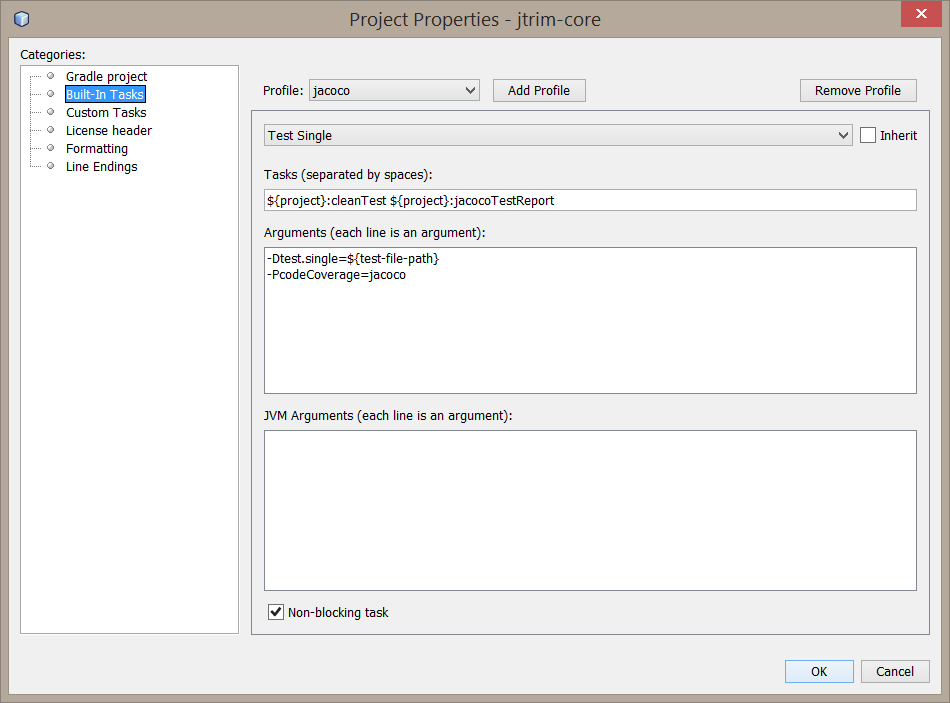 Project Properties - jtrim-core
Categories:
Gradle project
Built-In Tasks
Custom Tasks
License header
Formatting
Line Endings
Profile: jacoco Add Profile Remove Profile
Test Single Inherit
Tasks (separated by spaces):
${project}:cleanTest ${project}:jacocoTestReport
Arguments (each line is an argument):
-Dtest.single=${test-file-path}
-PcodeCoverage=jacoco
JVM Arguments (each line is an argument):
Non-blocking task
OK Cancel